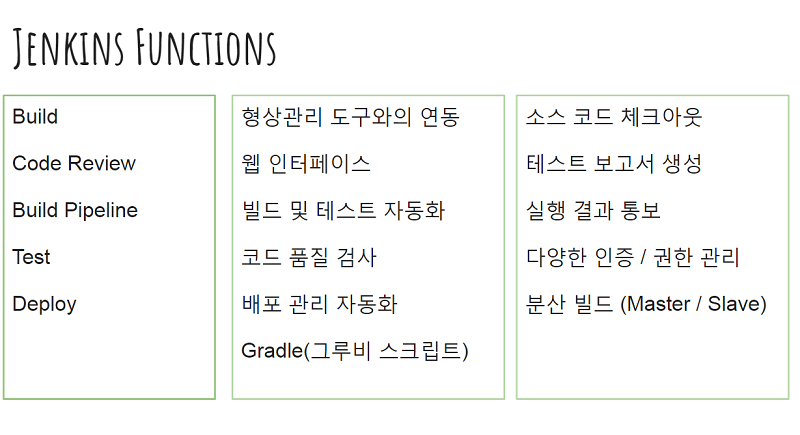 Jenkins Functions
Build
Code Review
Build Pipeline
Test
Deploy
형상관리 도구와의 연동
웹 인터페이스
빌드 및 테스트 자동화
코드 품질 검사
배포 관리 자동화
Gradle(그루비 스크립트)
소스 코드 체크아웃
테스트 보고서 생성
실행 결과 통보
다양한 인증 / 권한 관리
분산 빌드 (Master / Slave)